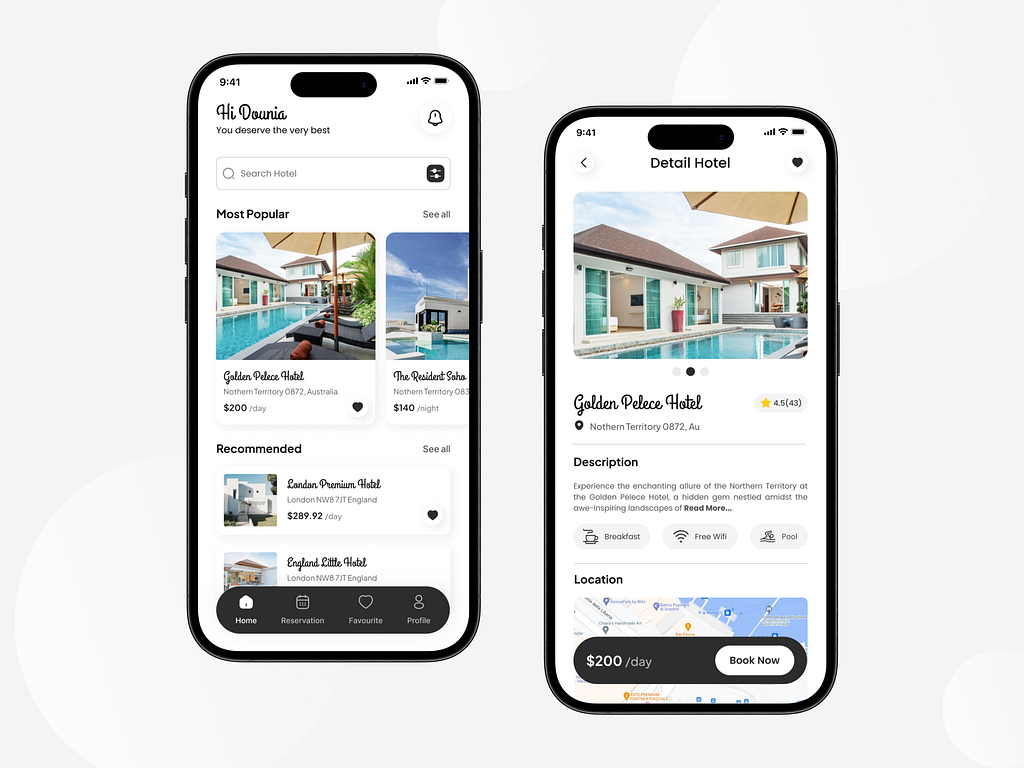 9:41
Hi Dounia
You deserve the very best
Search Hotel
Most Popular
See all
Golden Pelece Hotel
Nothern Territory 0872, Australia
$200 /day
The Resident Soho
Nothern Territory 083
$140 /night
Recommended
See all
London Premium Hotel
London NW8 7JT England
$289.92 /day
England Little Hotel
London NW8 7JT England
Home
Reservation
Favourite
Profile
9:41
Detail Hotel
Golden Pelece Hotel
4.5(43)
Nothern Territory 0872, Au
Description
Experience the enchanting allure of the Northern Territory at
the Golden Pelece Hotel, a hidden gem nestled amidst the
awe-inspiring landscapes of Read More...
Breakfast
Free Wifi
Pool
Location
Chiara's Handmade Art
$200 /day
Book Now
PARTNER PIAZZALE